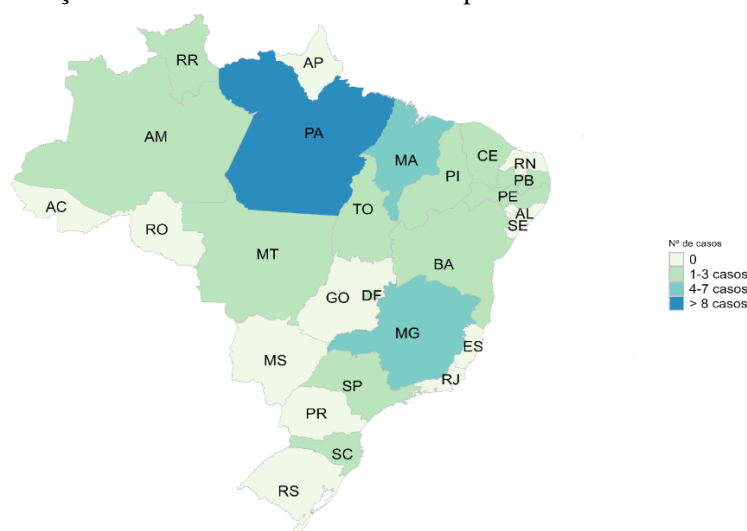 RR
AP
AM
PA
MA
CE
RN
PI
PB
PE
AL
SE
AC
RO
TO
MT
BA
GO
DF
MG
ES
MS
SP
RJ
PR
SC
RS
Nº de casos
0
1-3 casos
4-7 casos
> 8 casos